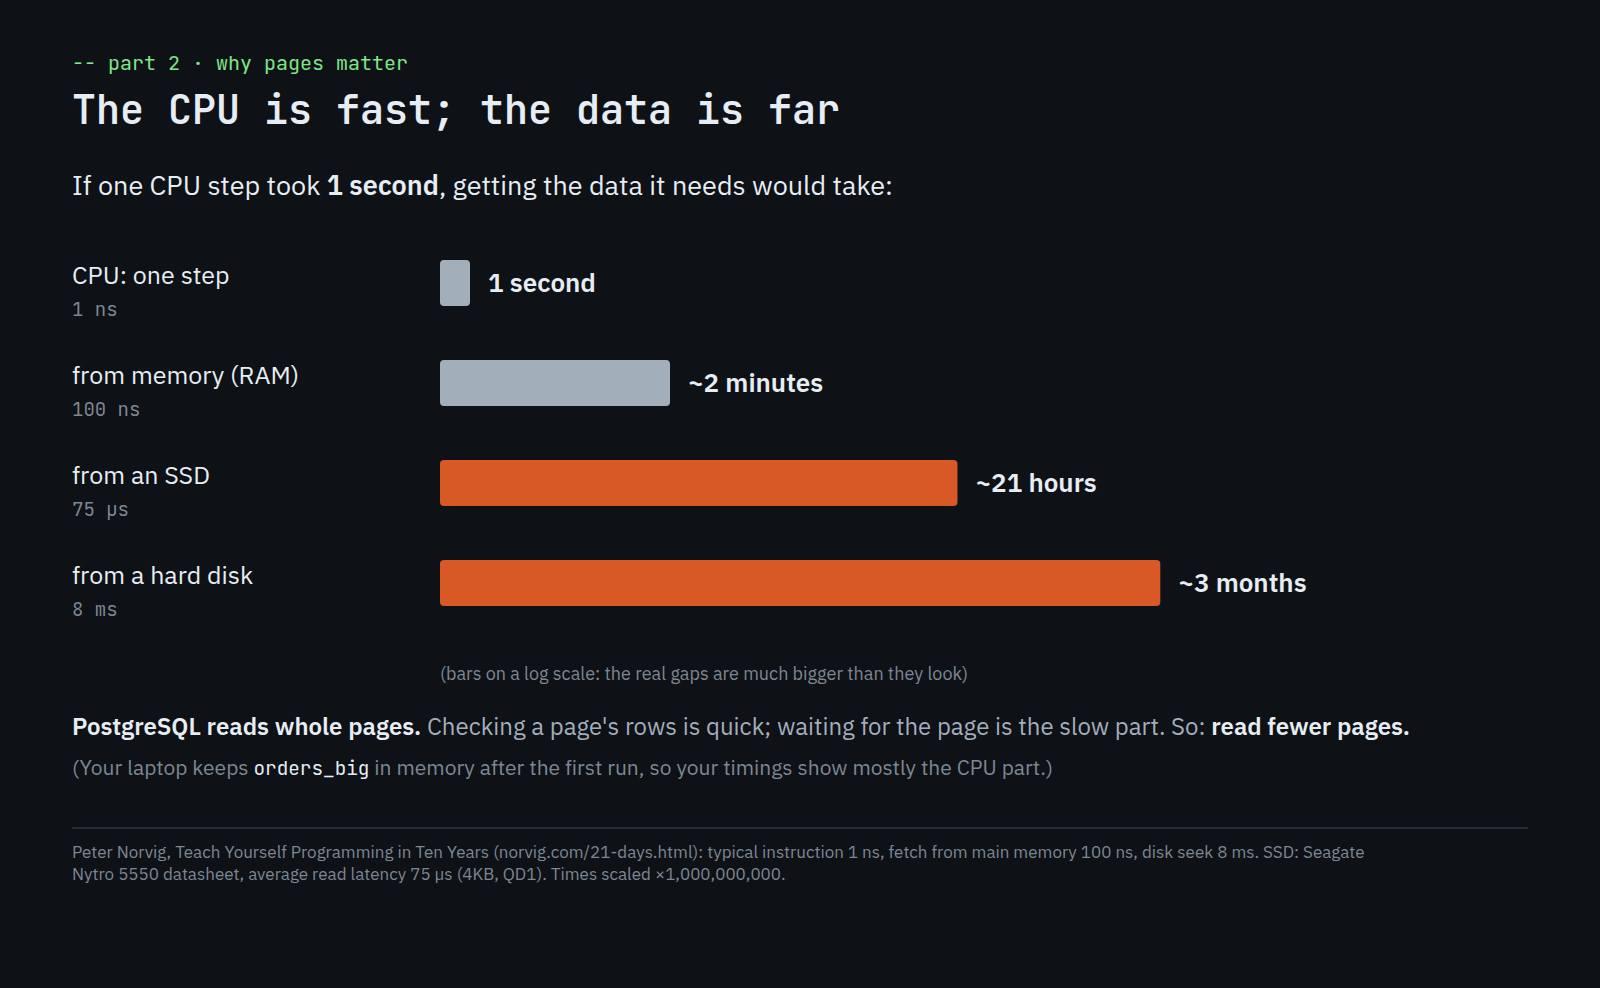 -- part 2 · why pages matter
The CPU is fast; the data is far
If one CPU step took 1 second, getting the data it needs would take:
CPU: one step
1 ns
1 second
from memory (RAM)
100 ns
~2 minutes
from an SSD
75 µs
~21 hours
from a hard disk
8 ms
~3 months
(bars on a log scale: the real gaps are much bigger than they look)
PostgreSQL reads whole pages. Checking a page's rows is quick; waiting for the page is the slow part. So: read fewer pages.
(Your laptop keeps orders_big in memory after the first run, so your timings show mostly the CPU part.)
Peter Norvig, Teach Yourself Programming in Ten Years (norvig.com/21-days.html): typical instruction 1 ns, fetch from main memory 100 ns, disk seek 8 ms. SSD: Seagate
Nytro 5550 datasheet, average read latency 75 µs (4KB, QD1). Times scaled ×1,000,000,000.